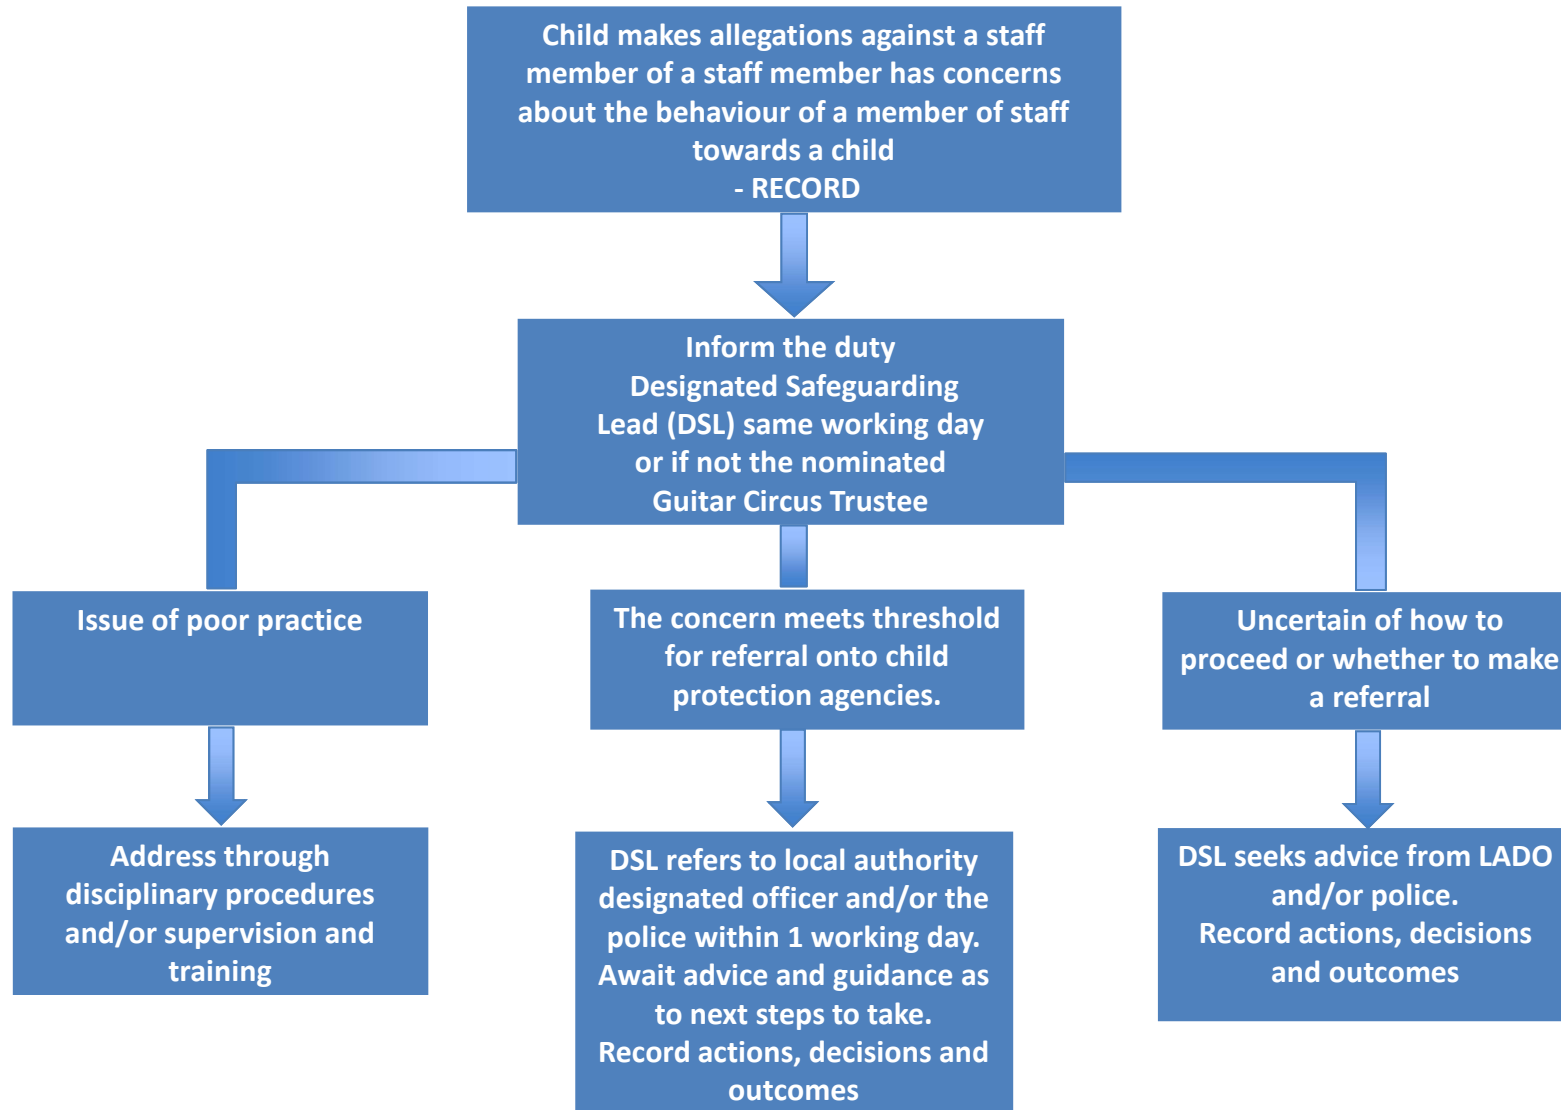 Child makes allegations against a staff
member of a staff member has concerns
about the behaviour of a member of staff
towards a child
- RECORD
Inform the duty
Designated Safeguarding
Lead (DSL) same working day
or if not the nominated
Guitar Circus Trustee
Issue of poor practice
The concern meets threshold
for referral onto child
protection agencies.
Uncertain of how to
proceed or whether to make
a referral
Address through
disciplinary procedures
and/or supervision and
training
DSL refers to local authority
designated officer and/or the
police within 1 working day.
Await advice and guidance as
to next steps to take.
Record actions, decisions and
outcomes
DSL seeks advice from LADO
and/or police.
Record actions, decisions
and outcomes